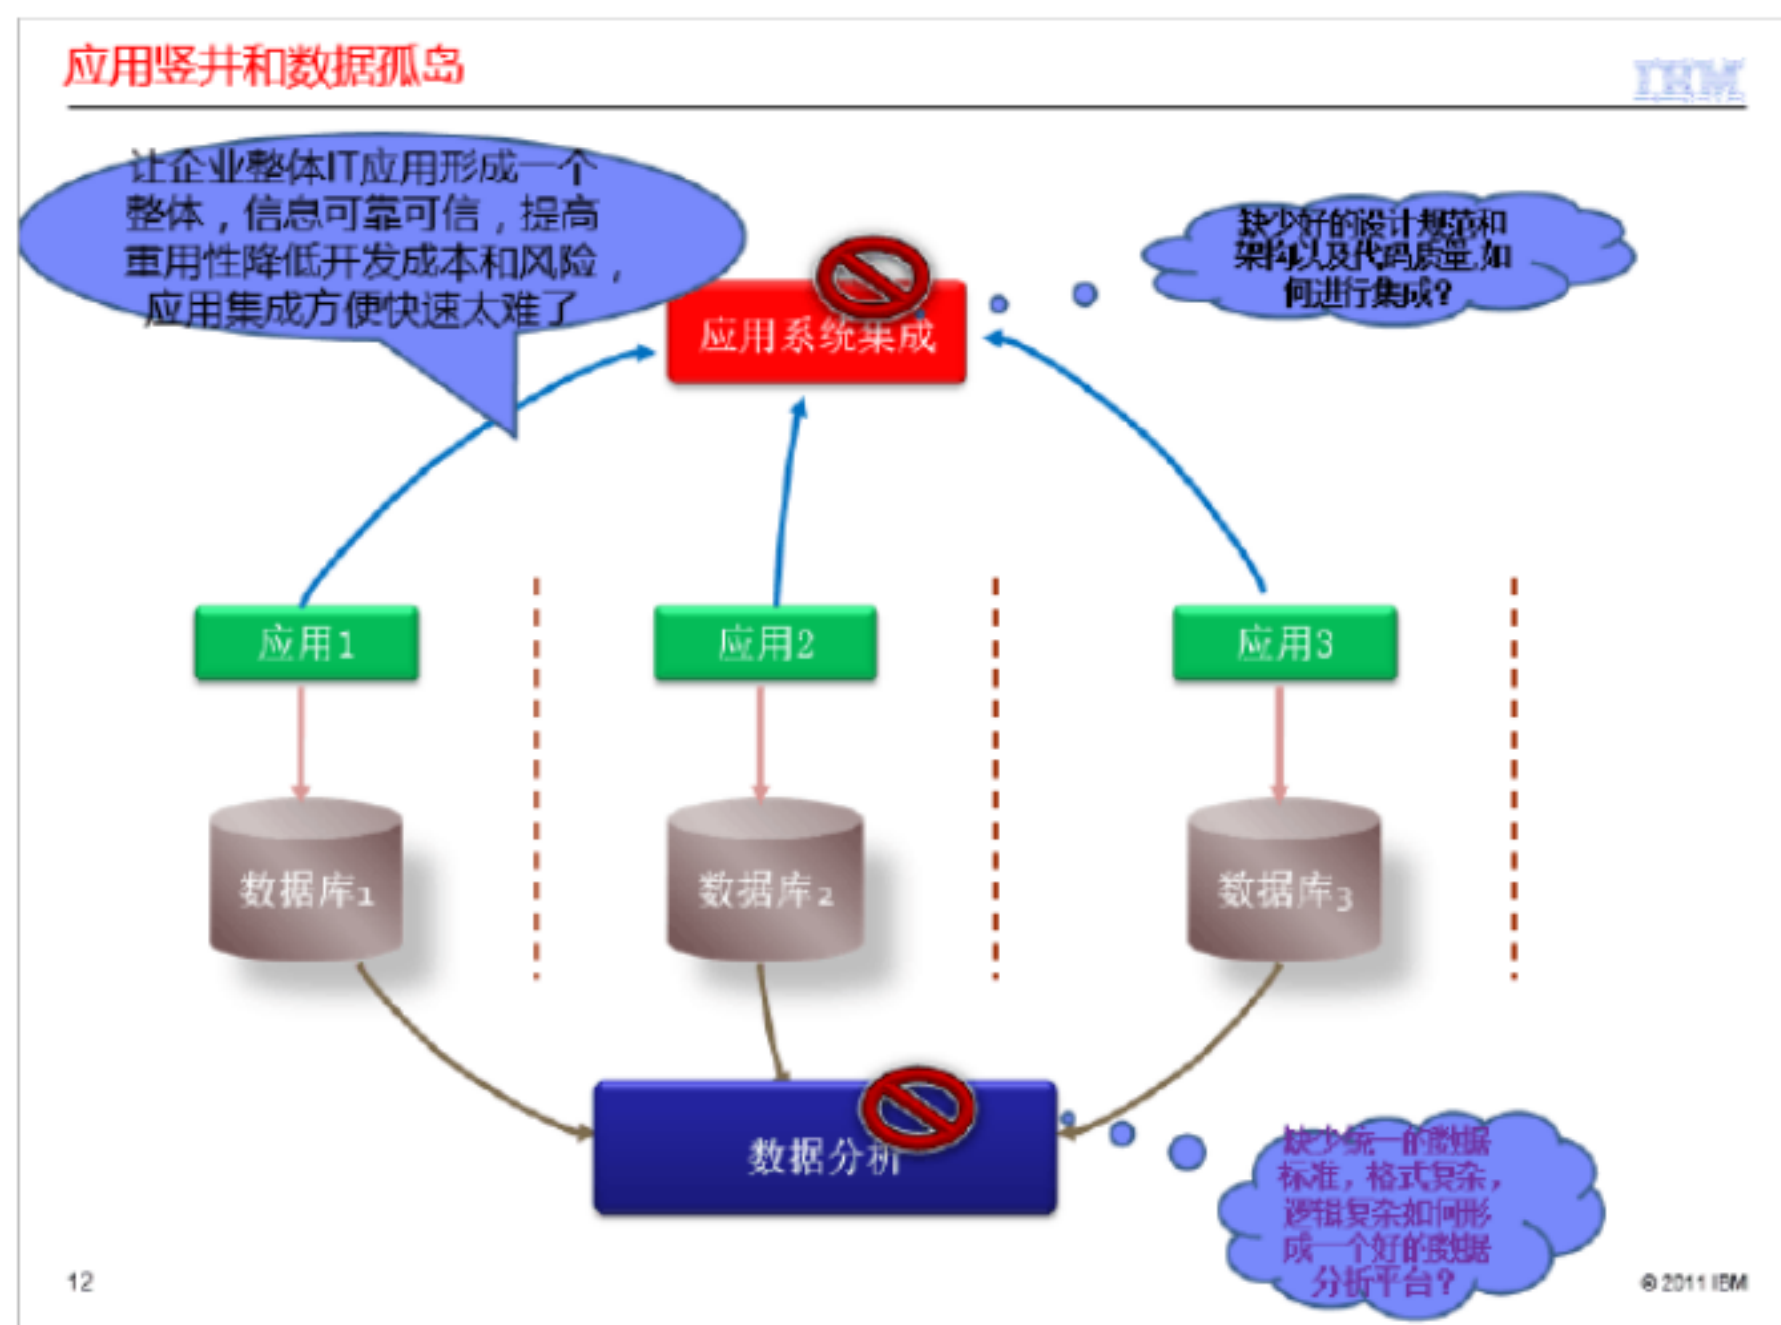 应用竖井和数据孤岛
IBM
让企业整体IT应用形成一个
整体，信息可靠可信，提高
重用性降低开发成本和风险，
应用集成方便快速太难了
缺少好的设计规范和
架构以及代码质量,如
何进行集成？
应用系统集成
应用1
应用2
应用3
数据库1
数据库2
数据库3
数据分析
缺少统一的数据
标准，格式复杂，
逻辑复杂如何形
成一个好的数据
分析平台？
12
© 2011 IBM